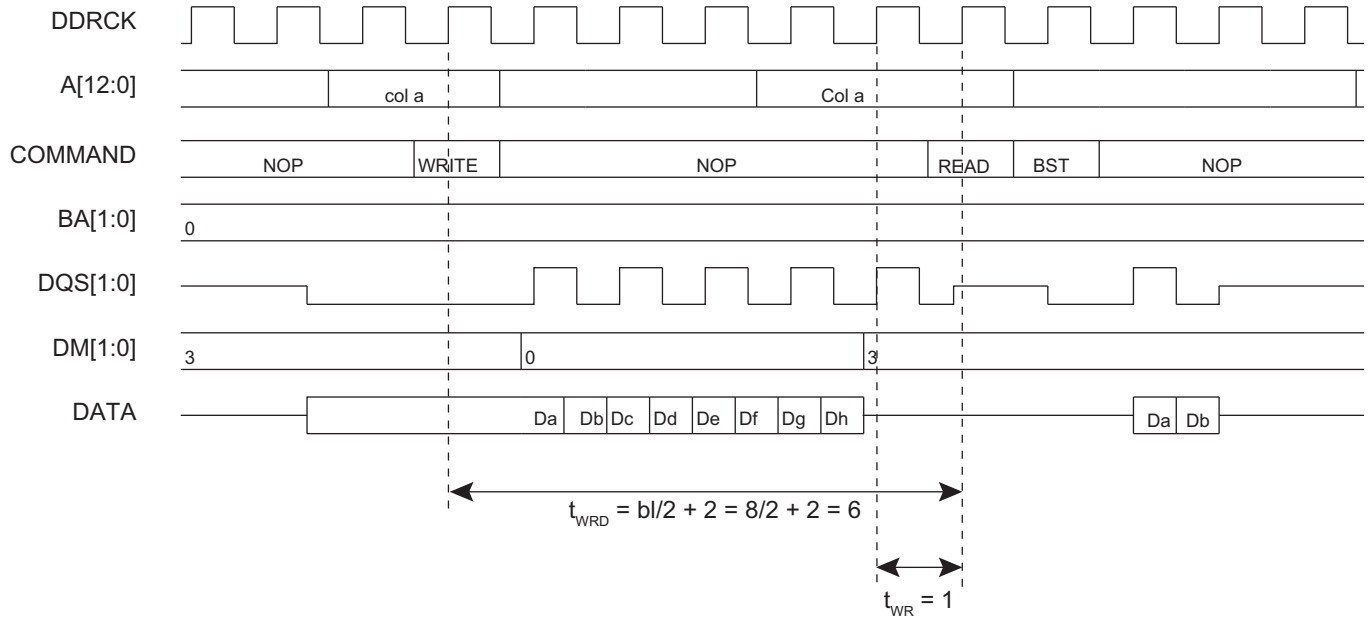 DDRCK
A[12:0] col a Col a
COMMAND NOP WRITE NOP READ BST NOP
BA[1:0] 0
DQS[1:0]
DM[1:0] 3 0 3
DATA Da Db Dc Dd De Df Dg Dh Da Db
tWRD = bl/2 + 2 = 8/2 + 2 = 6
tWR = 1